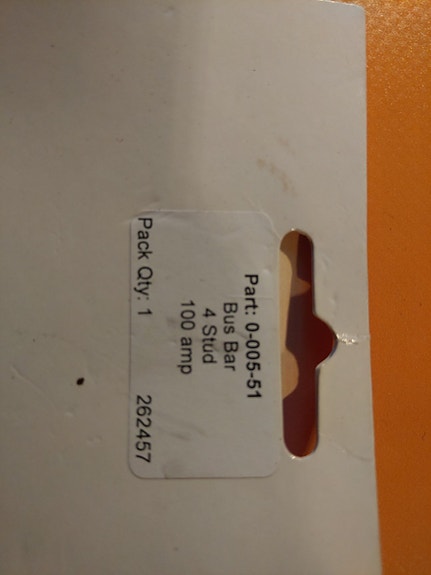 Part: 0-005-51
Bus Bar
4 Stud
100 amp
Pack Qty: 1 262457